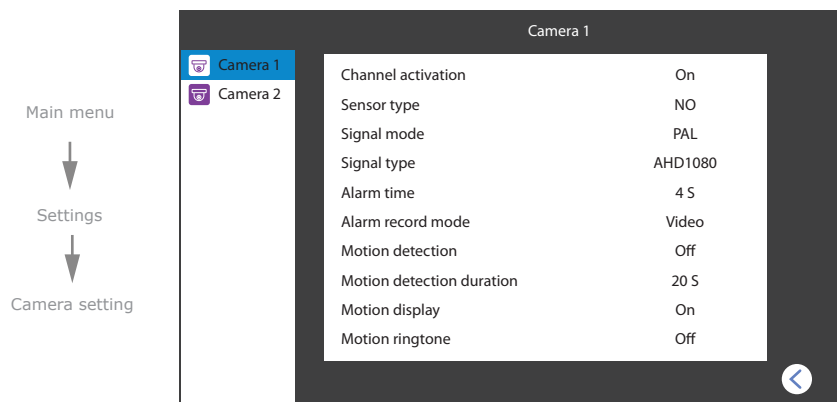 Main menu
Settings
Camera setting
Camera 1
Camera 1
Camera 2
Channel activation On
Sensor type NO
Signal mode PAL
Signal type AHD1080
Alarm time 4 S
Alarm record mode Video
Motion detection Off
Motion detection duration 20 S
Motion display On
Motion ringtone Off